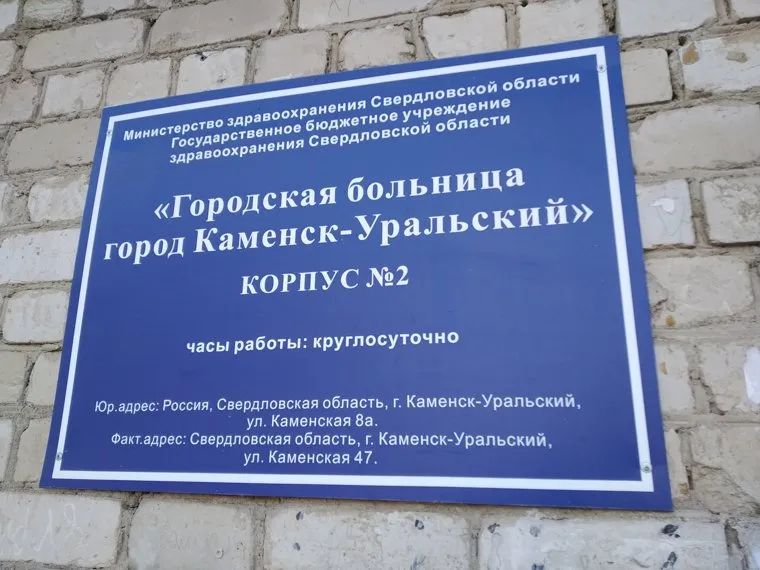 Министерство здравоохранения Свердловской области
Государственное бюджетное учреждение
здравоохранения Свердловской области
«Городская больница
город Каменск-Уральский»
КОРПУС №2
часы работы: круглосуточно
Юр.адрес: Россия, Свердловская область, г. Каменск-Уральский,
ул. Каменская 8а.
Факт.адрес: Свердловская область, г. Каменск-Уральский,
ул. Каменская 47.